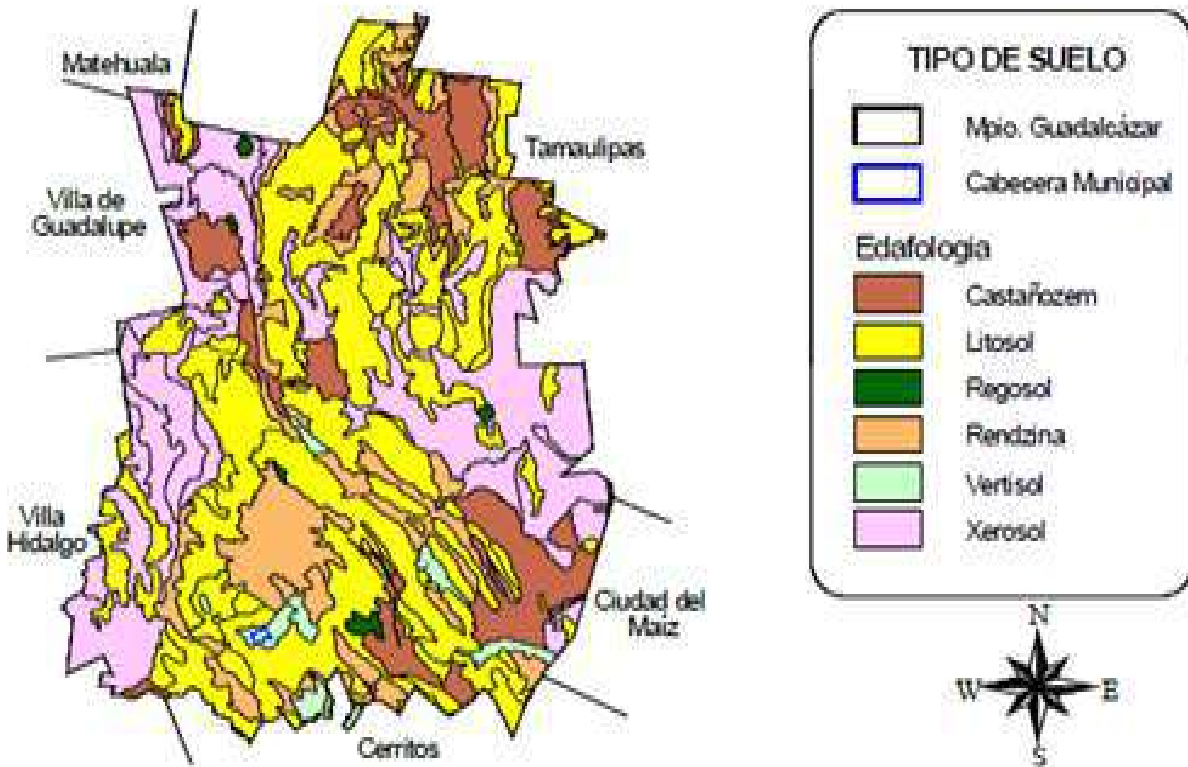 Matehuala
Tamaulipas
Villa de
Guadalupe
Villa
Hidalgo
Ciudad del
Maíz
Cerritos
TIPO DE SUELO
Mpio. Guadalcázar
Cabecera Municipal
Edafologia
Castañozem
Litosol
Regosol
Rendzina
Vertisol
Xerosol
N
W
E
S